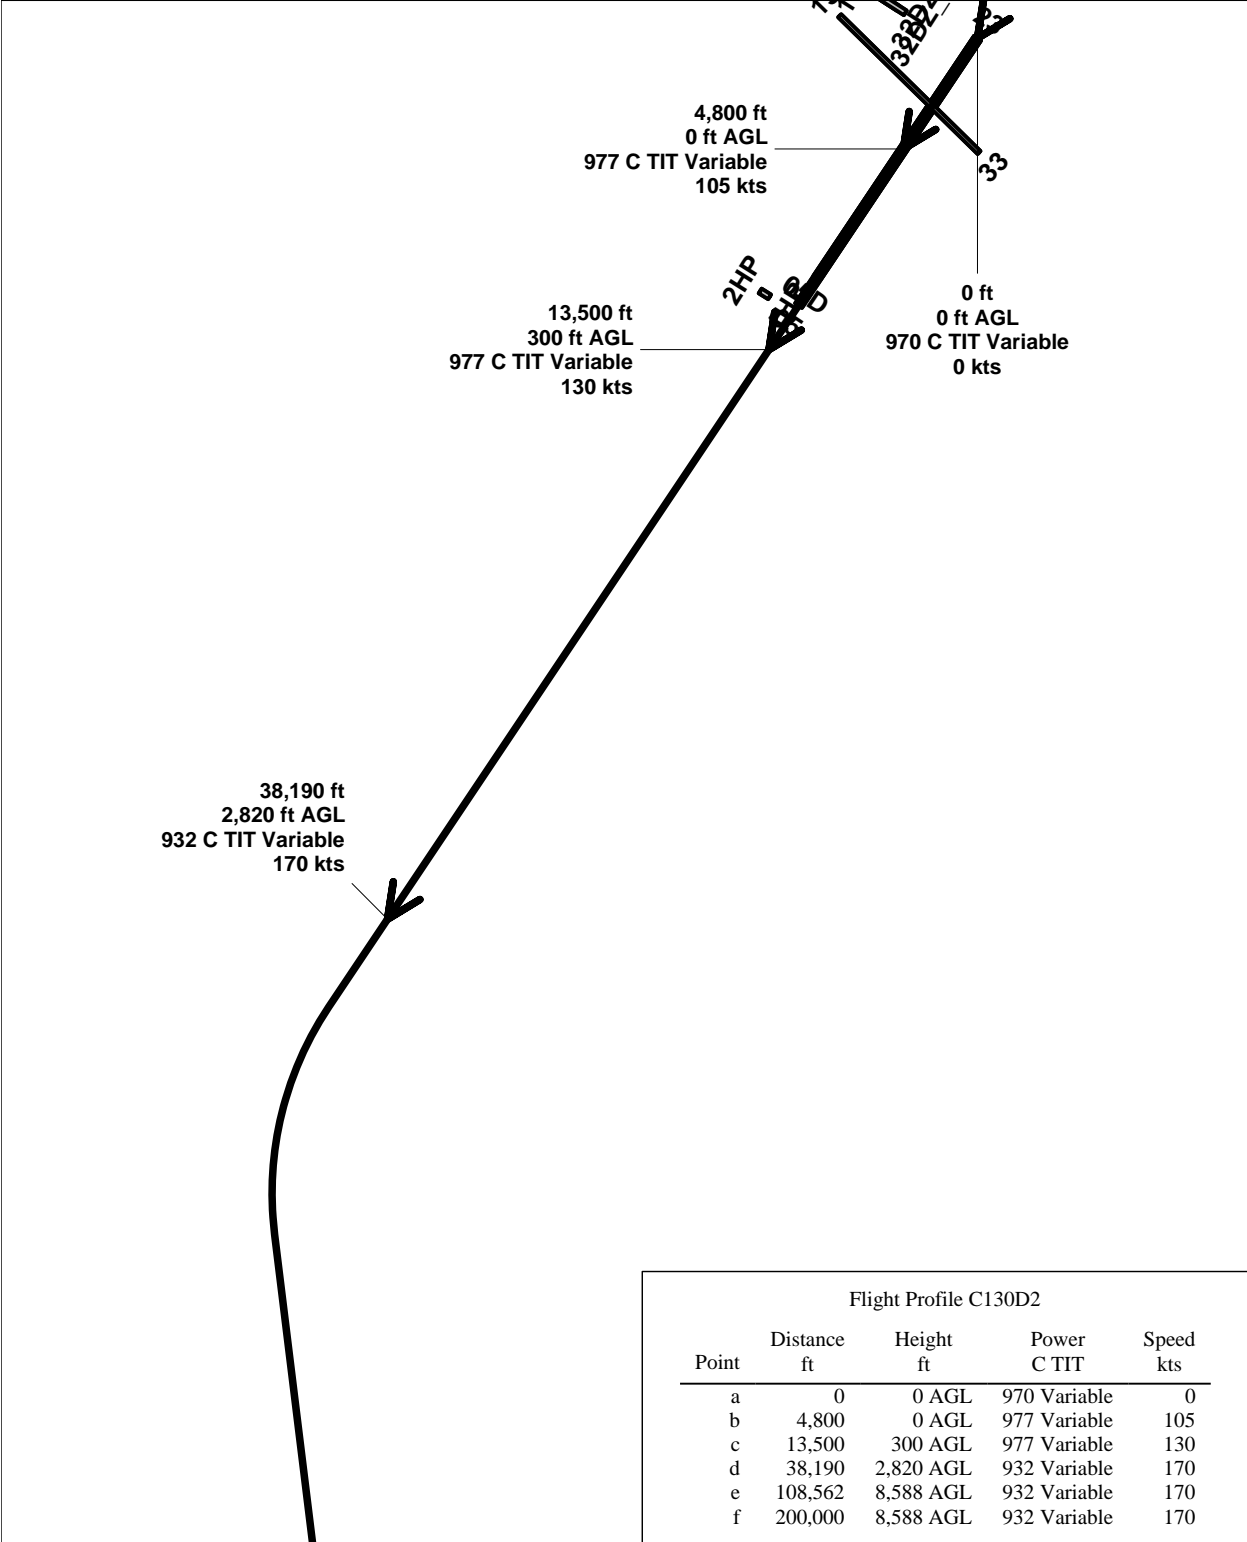 32D2
4,800 ft
0 ft AGL
977 C TIT Variable
105 kts
33
2HP
13,500 ft
300 ft AGL
977 C TIT Variable
130 kts
0 ft
0 ft AGL
970 C TIT Variable
0 kts
38,190 ft
2,820 ft AGL
932 C TIT Variable
170 kts
Flight Profile C130D2
Distance Height Power Speed
Point ft ft C TIT kts
a 0 0 AGL 970 Variable 0
b 4,800 0 AGL 977 Variable 105
c 13,500 300 AGL 977 Variable 130
d 38,190 2,820 AGL 932 Variable 170
e 108,562 8,588 AGL 932 Variable 170
f 200,000 8,588 AGL 932 Variable 170